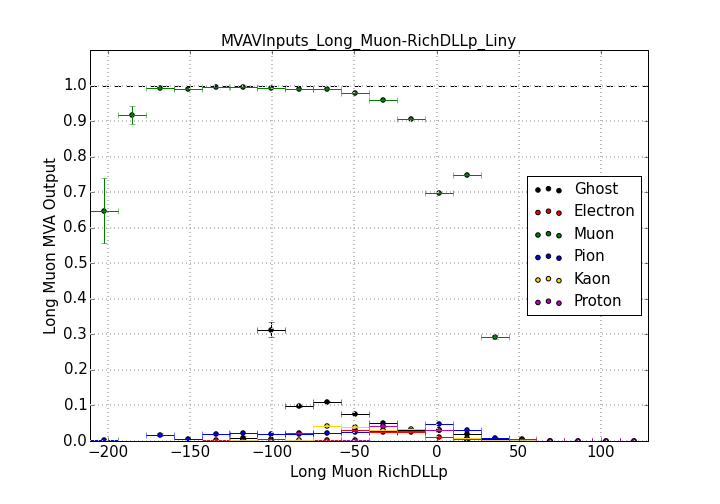 MVAVInputs_Long_Muon-RichDLLp_Liny
Long Muon MVA Output
1.0
0.9
0.8
0.7
0.6
0.5
0.4
0.3
0.2
0.1
0.0
Ghost
Electron
Muon
Pion
Kaon
Proton
−200 −150 −100 −50 0 50 100
Long Muon RichDLLp